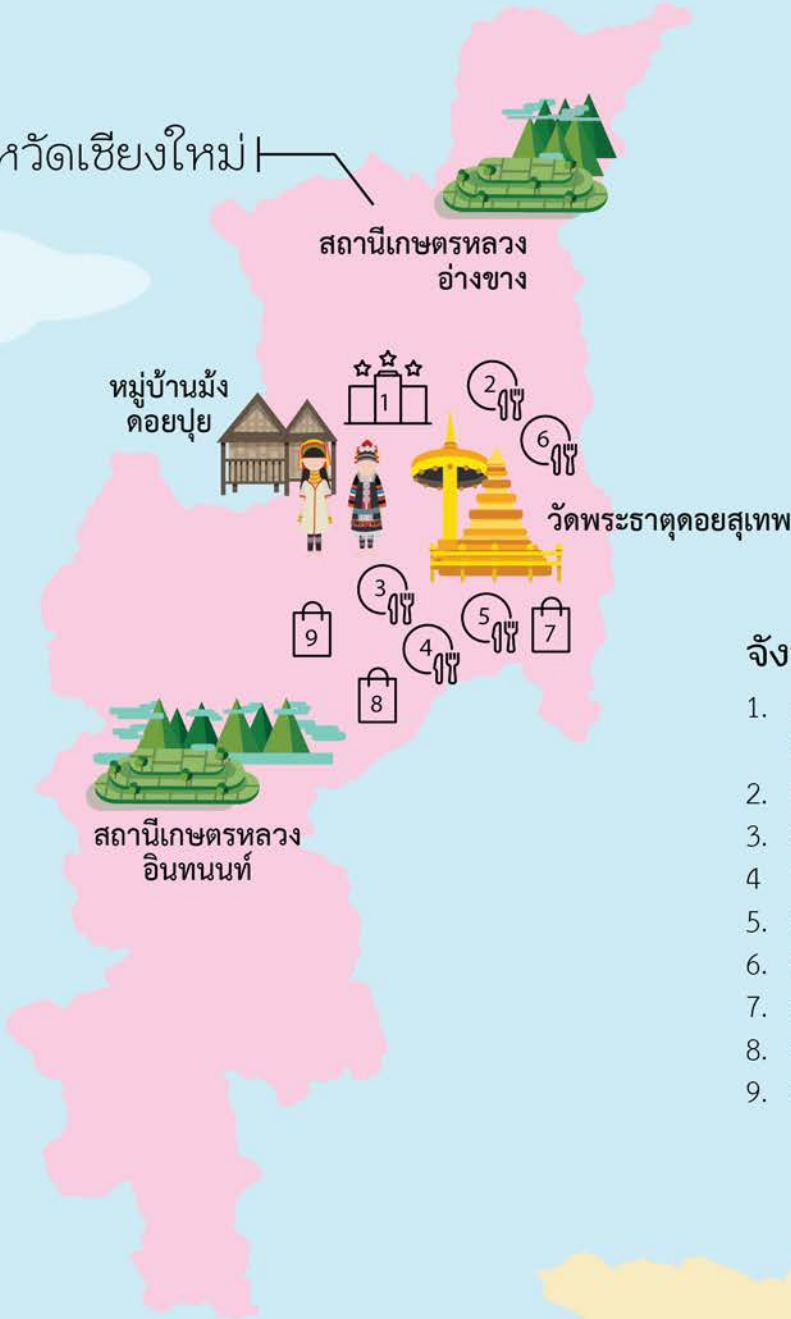 หวัดเชียงใหม่
สถานีเกษตรหลวง
อ่างขาง
หมู่บ้านม้ง
ดอยปุย
1
2
6
วัดพระธาตุดอยสุเทพ
3
9
4
5
7
8
สถานีเกษตรหลวง
อินทนนท์
จัง
1.
2.
3.
4
5.
6.
7.
8.
9.